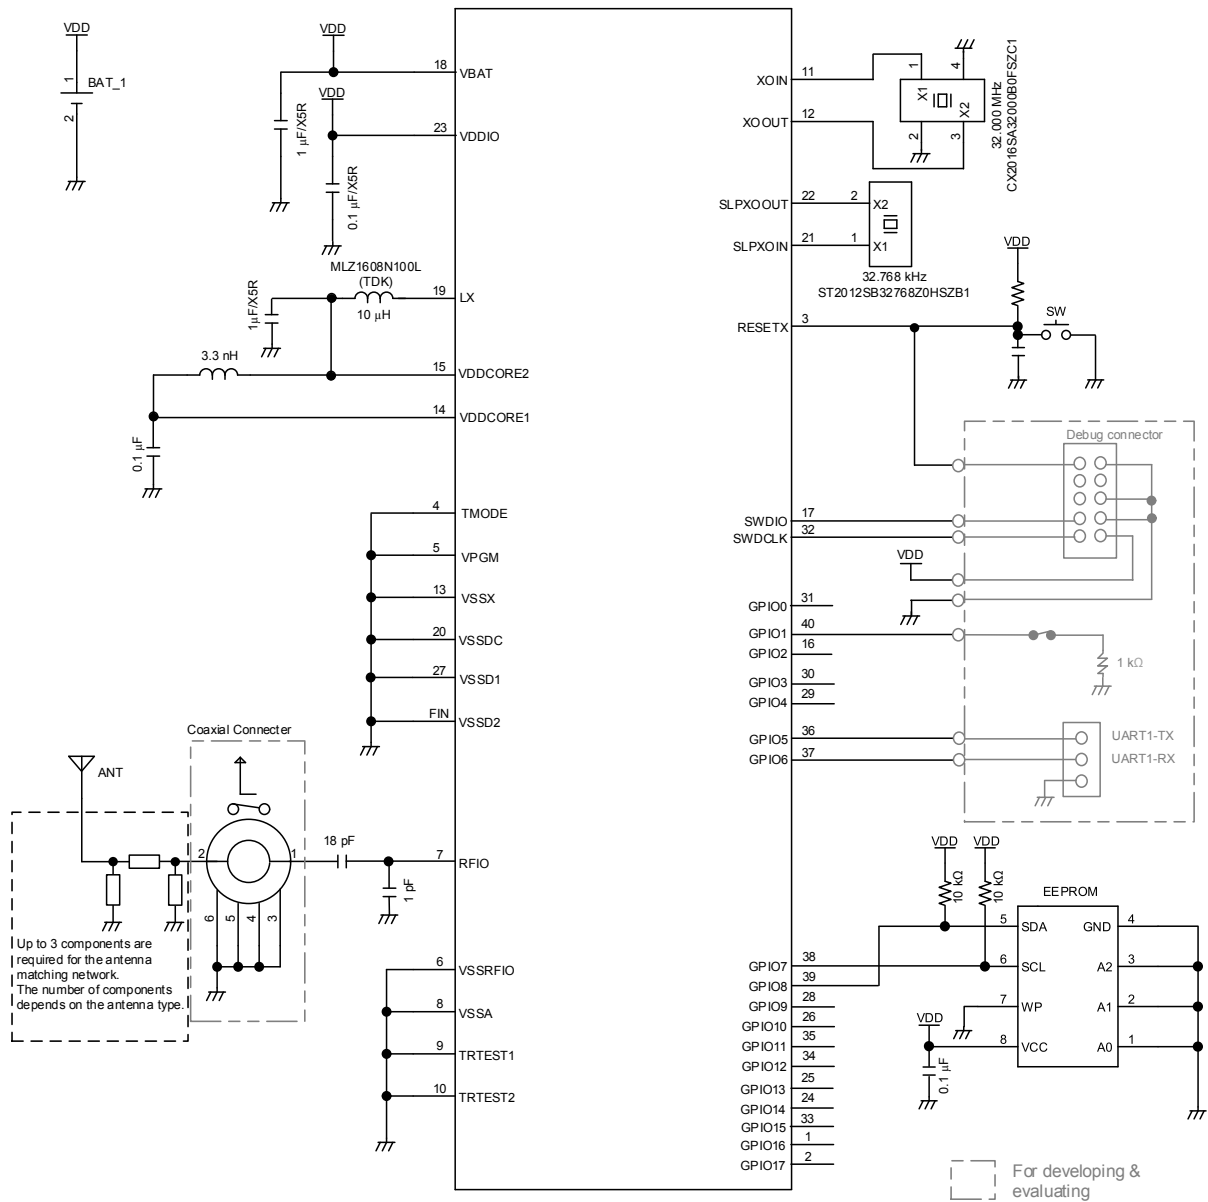 VDD
1
BAT_1
2
VDD
18
VBAT
VDD
1 μF/X5R
23
VDDIO
0.1 μF/X5R
MLZ1608N100L
(TDK)
10 μH
19
LX
1μF/X5R
3.3 nH
15
VDDCORE2
14
VDDCORE1
0.1 μF
4
TMODE
5
VPGM
13
VSSX
20
VSSDC
27
VSSD1
FIN
VSSD2
Coaxial Connecter
ANT
2
1
6
5
4
3
18 pF
7
RFIO
1 pF
Up to 3 components are
required for the antenna
matching network.
The number of components
depends on the antenna type.
6
VSSRFIO
8
VSSA
9
TRTEST1
10
TRTEST2
XOIN
11
XOOUT
12
1
4
X1
X2
2
3
32.000 MHz
CX2016SA32000B0FSZC1
SLPXOOUT
22
2
X2
SLPXOIN
21
1
X1
32.768 kHz
ST2012SB32768Z0HSZB1
VDD
RESETX
3
SW
Debug connector
SWDIO
17
SWDCLK
32
VDD
GPIO0
31
GPIO1
40
GPIO2
16
1 kΩ
GPIO3
30
GPIO4
29
GPIO5
36
UART1-TX
GPIO6
37
UART1-RX
VDD
VDD
10 kΩ
10 kΩ
EEPROM
5
SDA
GND
4
GPIO7
38
6
SCL
A2
3
GPIO8
39
GPIO9
28
7
WP
A1
2
GPIO10
26
VDD
GPIO11
35
8
VCC
A0
1
0.1 μF
GPIO12
34
GPIO13
25
GPIO14
24
GPIO15
33
GPIO16
1
GPIO17
2
For developing &
evaluating